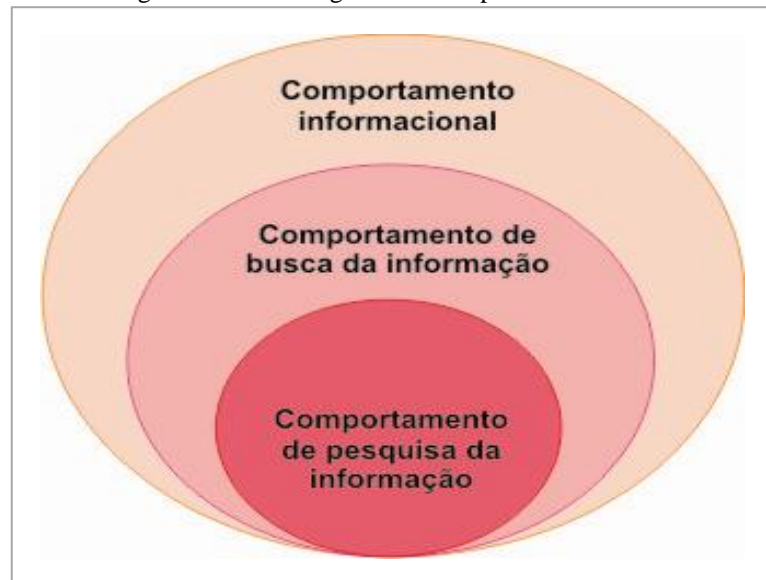 Comportamento
informacional
Comportamento de
busca da informação
Comportamento
de pesquisa da
informação